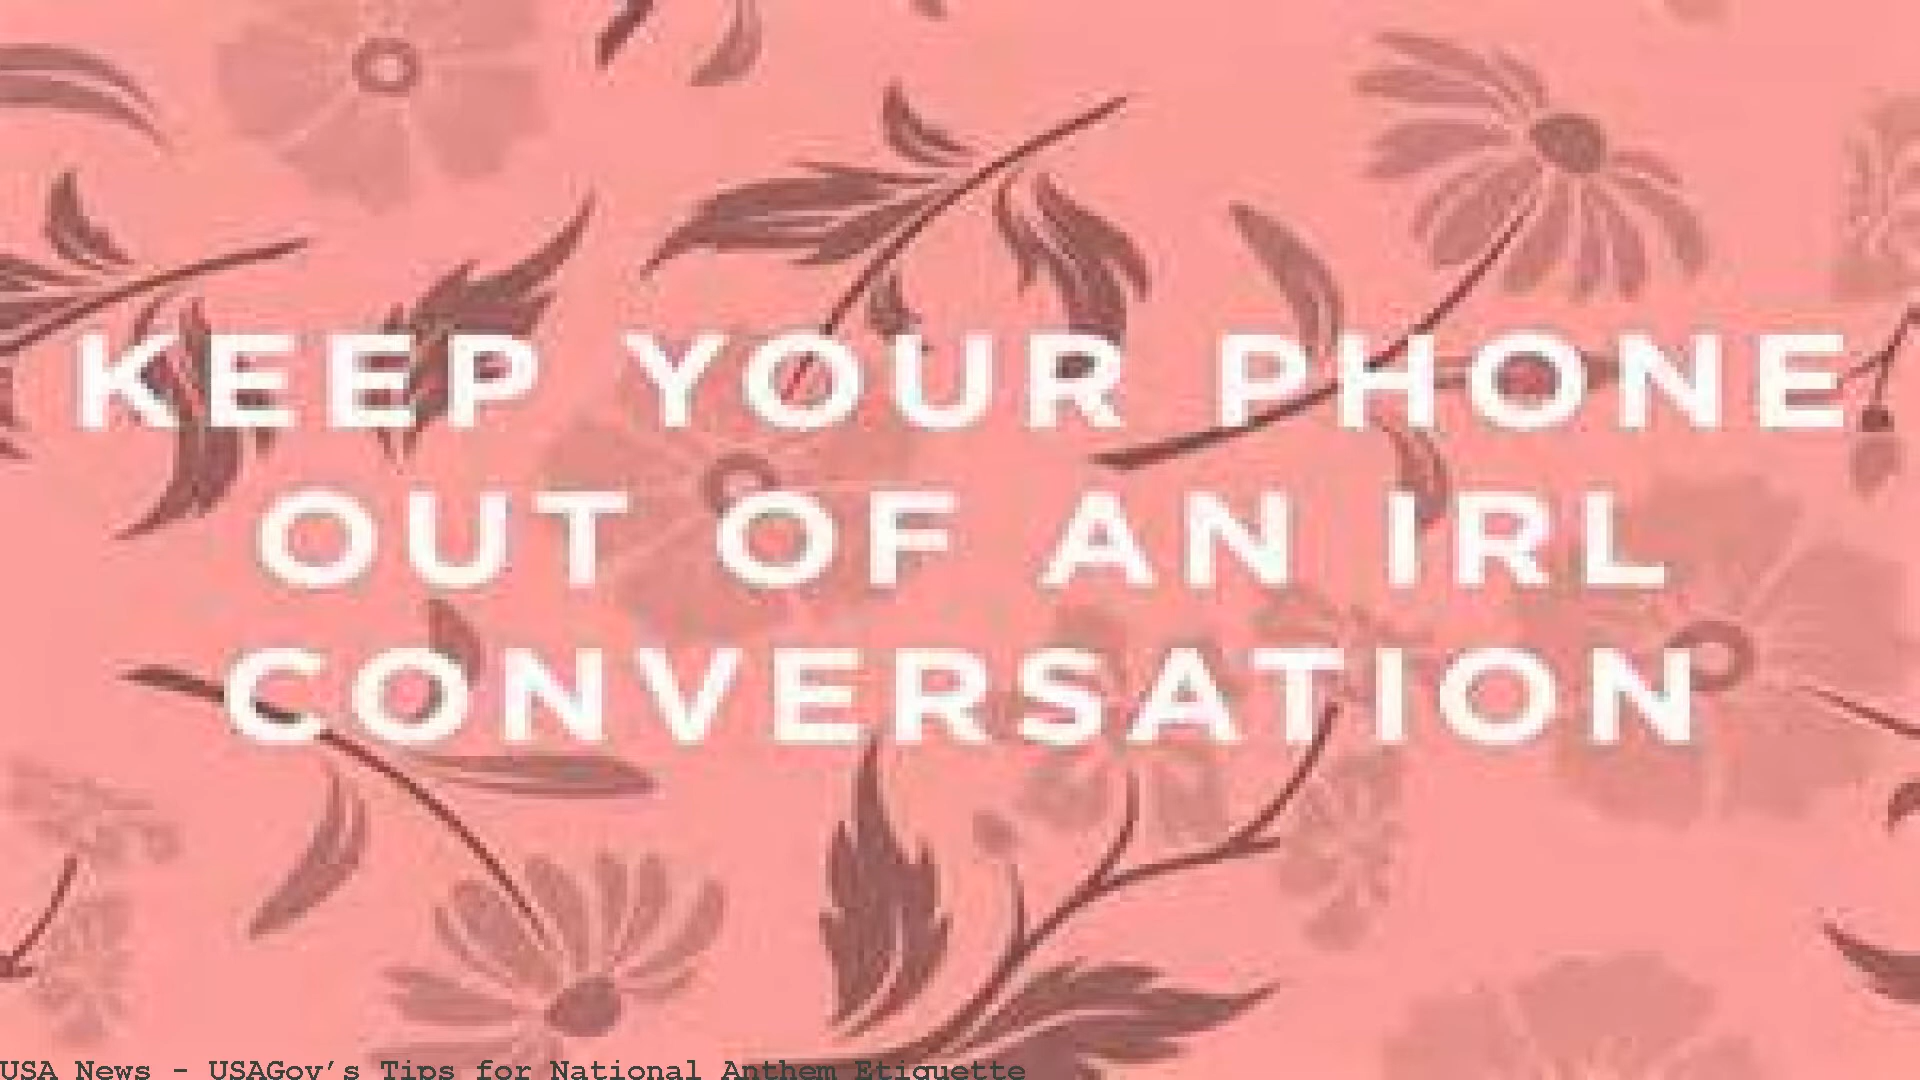 KEEP YOUR PHONE
OUT OF AN IRL
CONVERSATION
USA News - USAGov’s Tips for National Anthem Etiquette